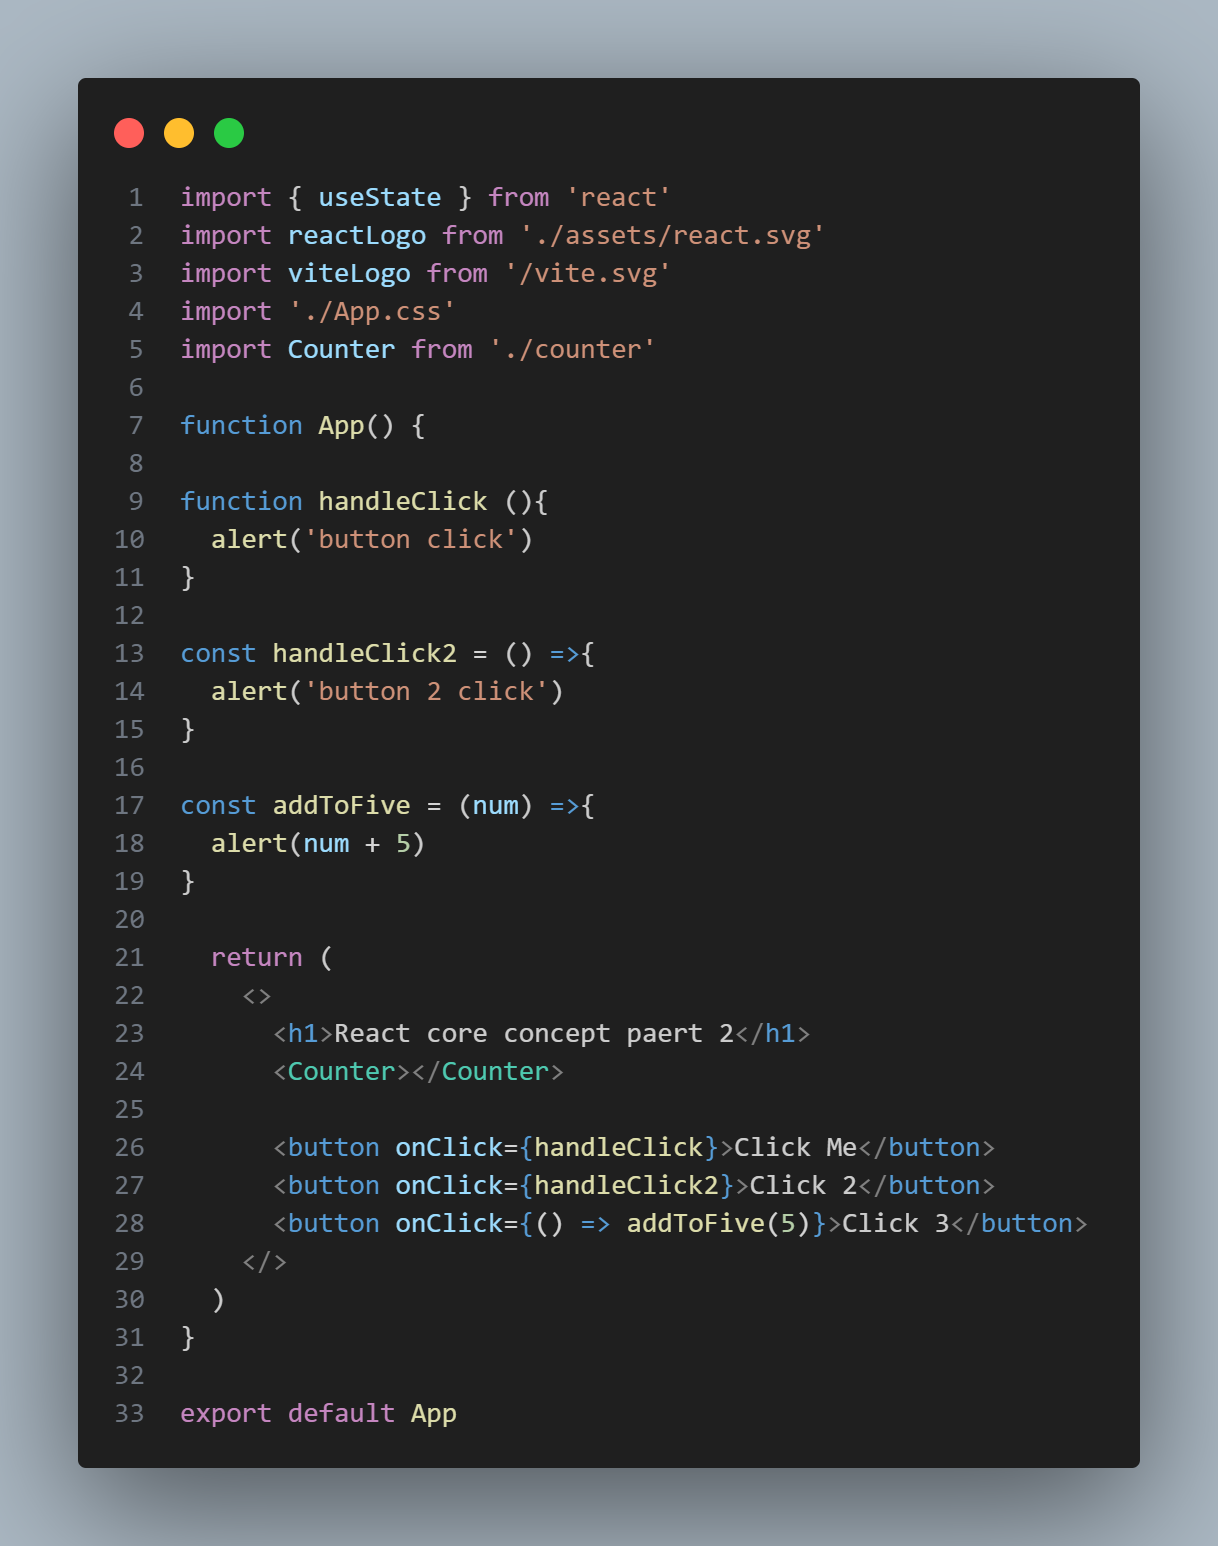 1 import { useState } from 'react'
2 import reactLogo from './assets/react.svg'
3 import viteLogo from '/vite.svg'
4 import './App.css'
5 import Counter from './counter'
6
7 function App() {
8
9 function handleClick (){
10   alert('button click')
11 }
12
13 const handleClick2 = () =>{
14   alert('button 2 click')
15 }
16
17 const addToFive = (num) =>{
18   alert(num + 5)
19 }
20
21   return (
22     <>
23       <h1>React core concept paert 2</h1>
24       <Counter></Counter>
25
26       <button onClick={handleClick}>Click Me</button>
27       <button onClick={handleClick2}>Click 2</button>
28       <button onClick={() => addToFive(5)}>Click 3</button>
29     </>
30   )
31 }
32
33 export default App